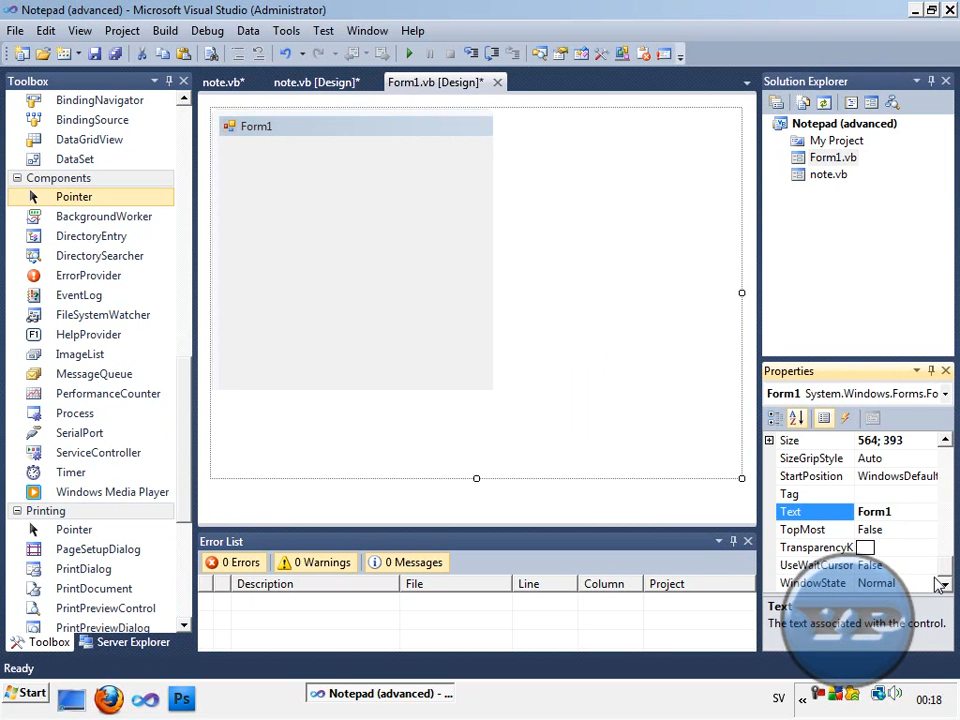 Notepad (advanced) - Microsoft Visual Studio (Administrator)
File Edit View Project Build Debug Data Tools Test Window Help
Toolbox
BindingNavigator
BindingSource
DataGridView
DataSet
Components
Pointer
BackgroundWorker
DirectoryEntry
DirectorySearcher
ErrorProvider
EventLog
FileSystemWatcher
F1 HelpProvider
ImageList
MessageQueue
PerformanceCounter
Process
SerialPort
ServiceController
Timer
Windows Media Player
Printing
Pointer
PageSetupDialog
PrintDialog
PrintDocument
PrintPreviewControl
PrintPreviewDialog
Toolbox Server Explorer
note.vb* note.vb [Design]* Form1.vb [Design]*
Form1
Error List
0 Errors 0 Warnings 0 Messages
Description File Line Column Project
Solution Explorer
Notepad (advanced)
My Project
Form1.vb
note.vb
Properties
Form1 System.Windows.Forms.Fo
Size 564; 393
SizeGripStyle Auto
StartPosition WindowsDefault
Tag
Text Form1
TopMost False
TransparencyK
UseWaitCursor False
WindowState Normal
Text
The text associated with the control.
YP
Ready
Start Ps Notepad (advanced) - ... SV 00:18